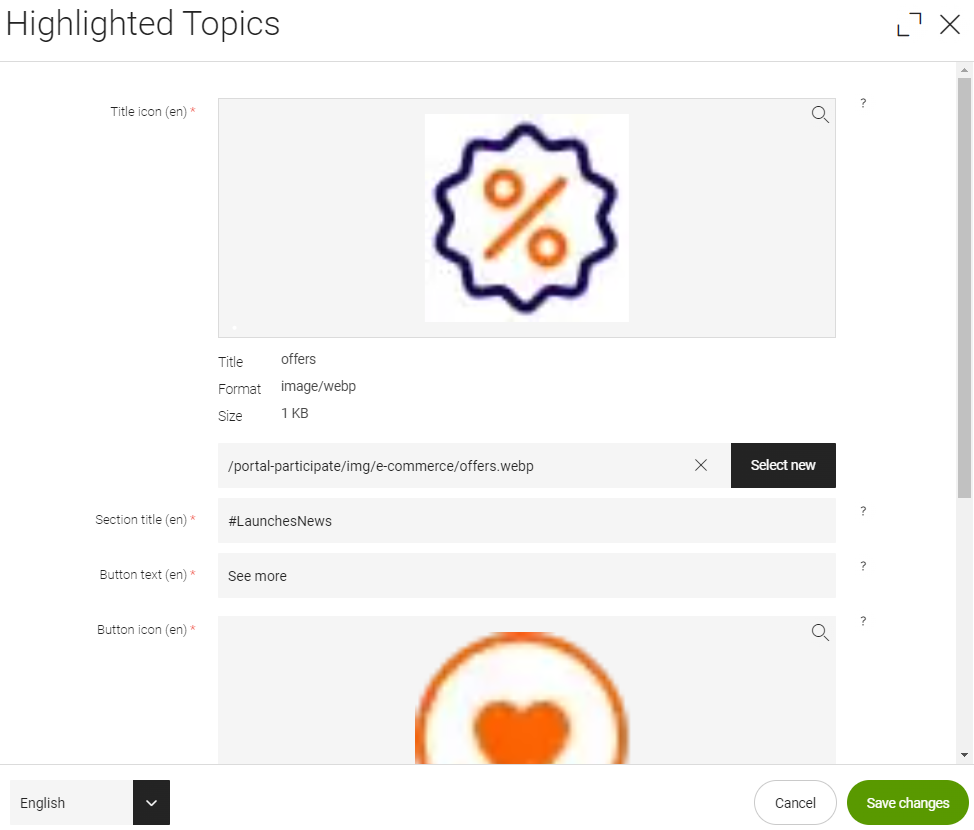 Highlighted Topics
Title icon (en) *
?
%
Title offers
Format image/webp
Size 1 KB
/portal-participate/img/e-commerce/offers.webp
Select new
Section title (en) * #LaunchesNews ?
Button text (en) * See more ?
Button icon (en) * ?
English
Cancel
Save changes